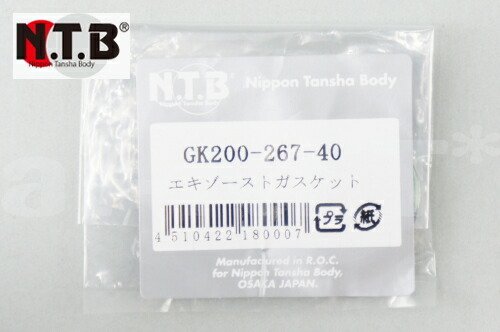 N.T.B®
Nippon Tansha Body
N.T.B® Nippon Tansha Body
GK200-267-40
エキゾーストガスケット
プラ 紙
4 510422 180007
Manufactured in R.O.C.
for Nippon Tansha Body,
OSAKA JAPAN.